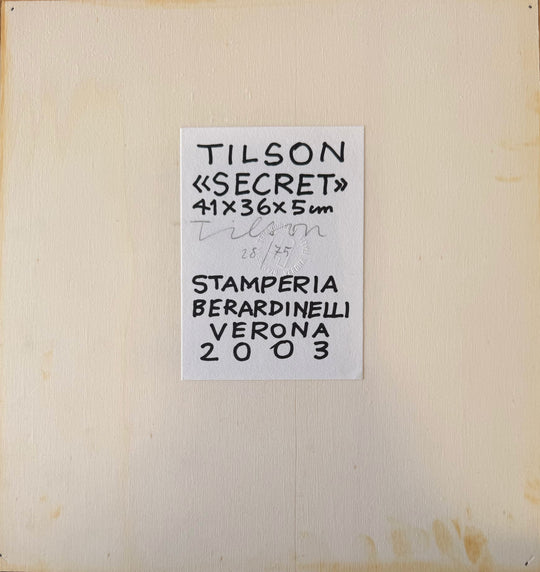 TILSON
«SECRET»
41×36×5cm
Tilson
28/75
STAMPERIA
BERARDINELLI
VERONA
2003